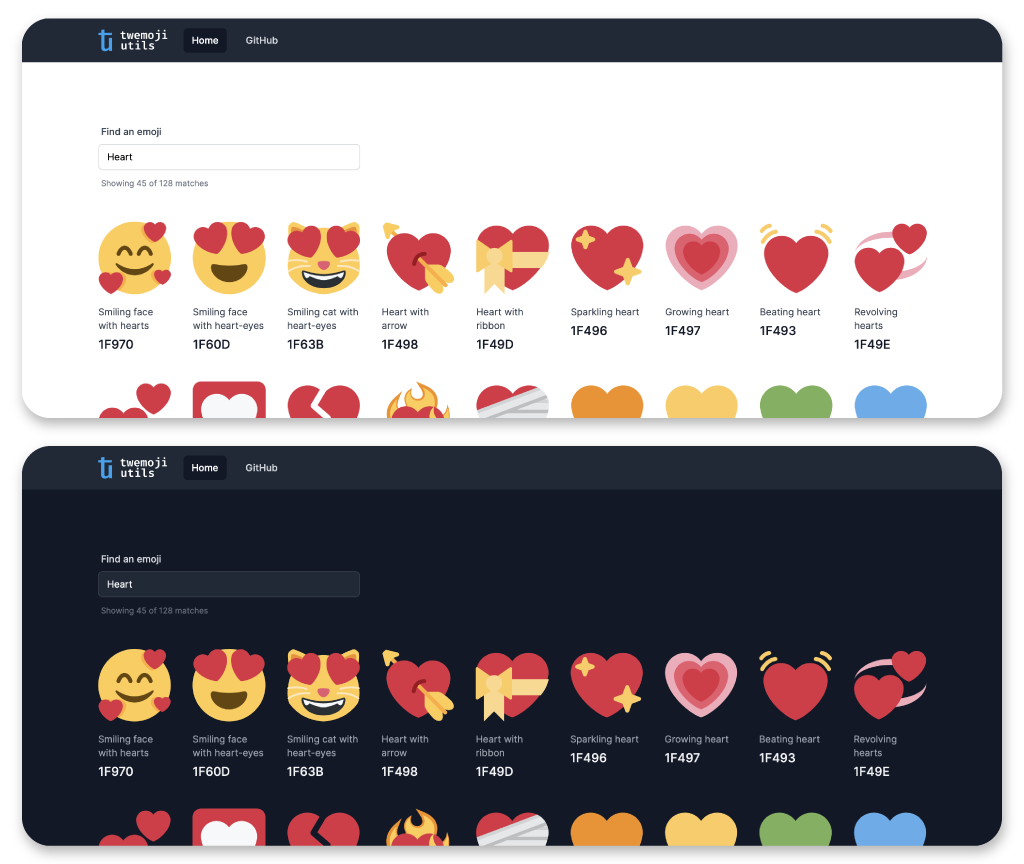 twemoji
utils
Home
GitHub
Find an emoji
Heart
Showing 45 of 128 matches
Smiling face
with hearts
1F970
Smiling face
with heart-eyes
1F60D
Smiling cat with
heart-eyes
1F63B
Heart with
arrow
1F498
Heart with
ribbon
1F49D
Sparkling heart
1F496
Growing heart
1F497
Beating heart
1F493
Revolving
hearts
1F49E
twemoji
utils
Home
GitHub
Find an emoji
Heart
Showing 45 of 128 matches
Smiling face
with hearts
1F970
Smiling face
with heart-eyes
1F60D
Smiling cat with
heart-eyes
1F63B
Heart with
arrow
1F498
Heart with
ribbon
1F49D
Sparkling heart
1F496
Growing heart
1F497
Beating heart
1F493
Revolving
hearts
1F49E